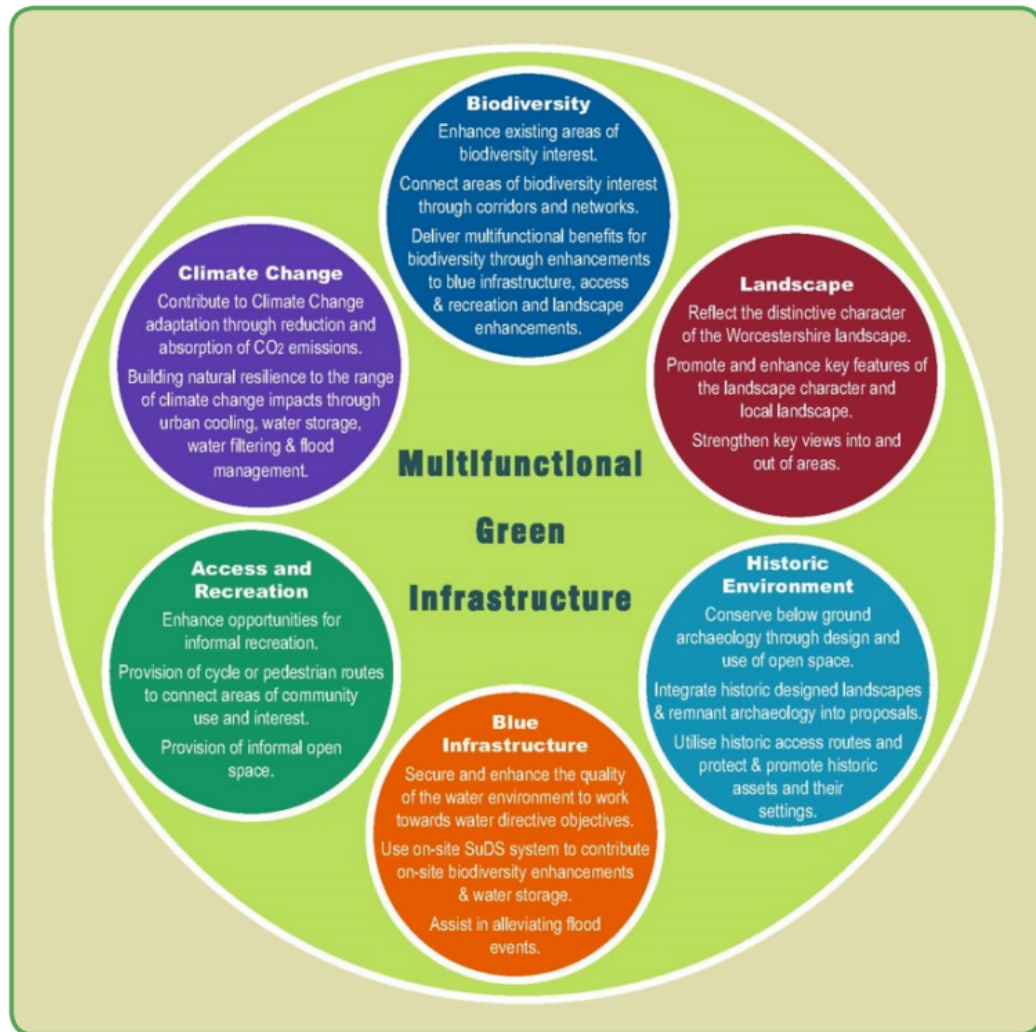 Biodiversity
Enhance existing areas of
biodiversity interest.
Connect areas of biodiversity interest
through corridors and networks.
Deliver multifunctional benefits for
biodiversity through enhancements
to blue infrastructure, access
& recreation and landscape
enhancements.
Climate Change
Contribute to Climate Change
adaptation through reduction and
absorption of CO2 emissions.
Building natural resilience to the range
of climate change impacts through
urban cooling, water storage,
water filtering & flood
management.
Landscape
Reflect the distinctive character
of the Worcestershire landscape.
Promote and enhance key features of
the landscape character and
local landscape.
Strengthen key views into and
out of areas.
Multifunctional
Green
Infrastructure
Access and
Recreation
Enhance opportunities for
informal recreation.
Provision of cycle or pedestrian routes
to connect areas of community
use and interest.
Provision of informal open
space.
Historic
Environment
Conserve below ground
archaeology through design and
use of open space.
Integrate historic designed landscapes
& remnant archaeology into proposals.
Utilise historic access routes and
protect & promote historic
assets and their
settings.
Blue
Infrastructure
Secure and enhance the quality
of the water environment to work
towards water directive objectives.
Use on-site SuDS system to contribute
on-site biodiversity enhancements
& water storage.
Assist in alleviating flood
events.